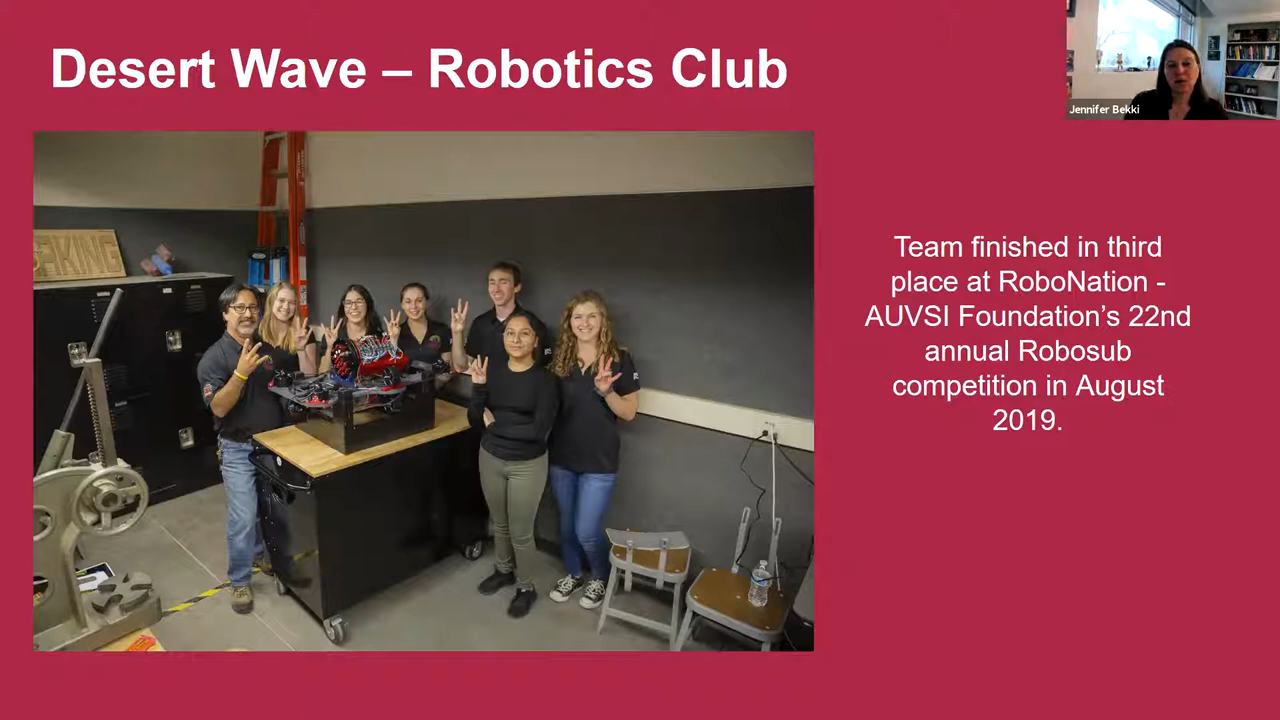 Desert Wave – Robotics Club
Jennifer Bekki
Team finished in third
place at RoboNation -
AUVSI Foundation’s 22nd
annual Robosub
competition in August
2019.